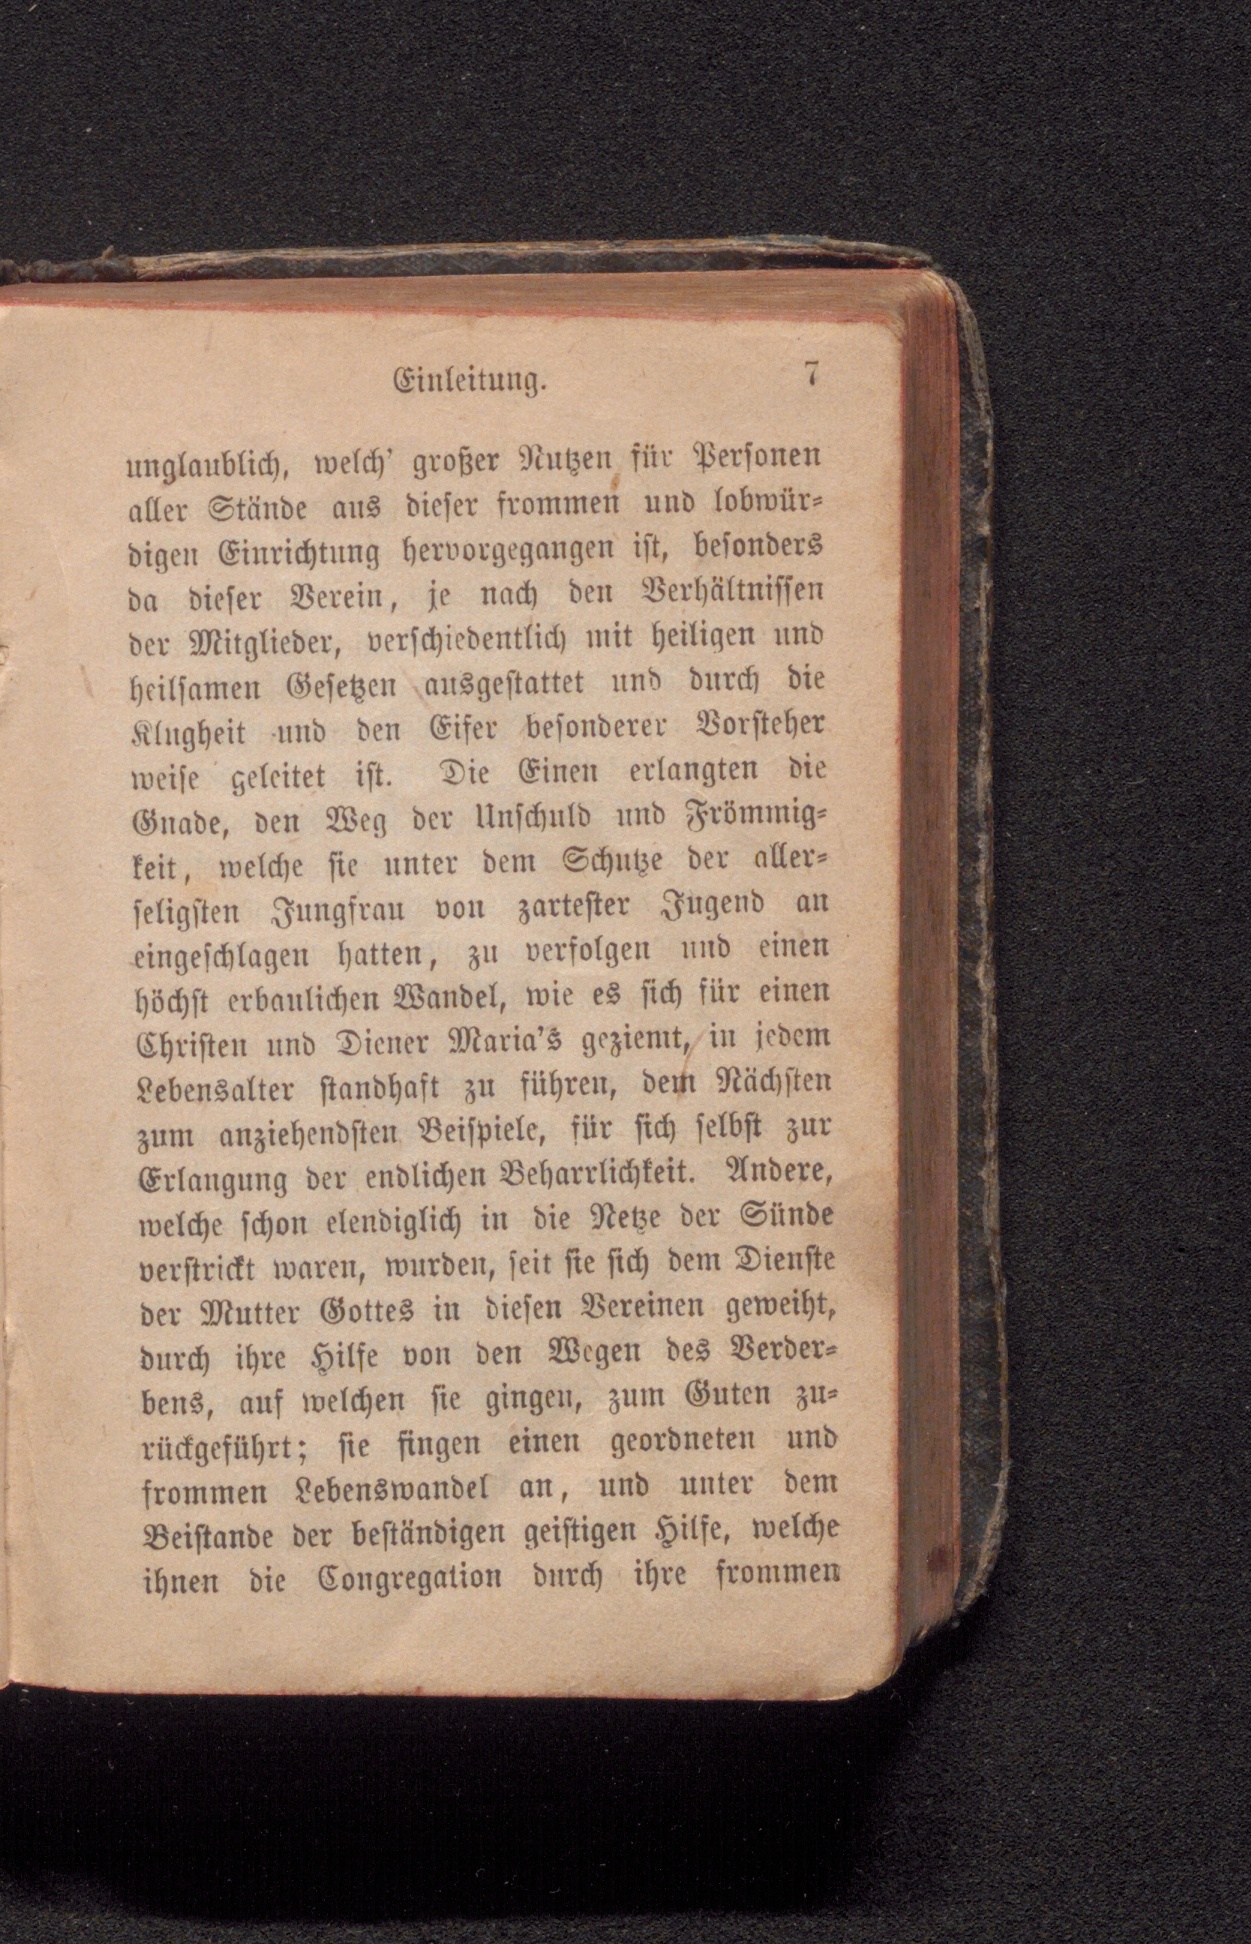 Einleitung. 7
unglaublich, welch' großer Nutzen für Personen
aller Stände aus dieser frommen und lobwür-
digen Einrichtung hervorgegangen ist, besonders
da dieser Verein, je nach den Verhältnissen
der Mitglieder, verschiedentlich mit heiligen und
heilsamen Gesetzen ausgestattet und durch die
Klugheit und den Eifer besonderer Vorsteher
weise geleitet ist. Die Einen erlangten die
Gnade, den Weg der Unschuld und Frömmig-
keit, welche sie unter dem Schutze der aller-
seligsten Jungfrau von zartester Jugend an
eingeschlagen hatten, zu verfolgen und einen
höchst erbaulichen Wandel, wie es sich für einen
Christen und Diener Maria's geziemt, in jedem
Lebensalter standhaft zu führen, dem Nächsten
zum anziehendsten Beispiele, für sich selbst zur
Erlangung der endlichen Beharrlichkeit. Andere,
welche schon elendiglich in die Netze der Sünde
verstrickt waren, wurden, seit sie sich dem Dienste
der Mutter Gottes in diesen Vereinen geweiht,
durch ihre Hilfe von den Wegen des Verder-
bens, auf welchen sie gingen, zum Guten zu-
rückgeführt; sie fingen einen geordneten und
frommen Lebenswandel an, und unter dem
Beistande der beständigen geistigen Hilfe, welche
ihnen die Congregation durch ihre frommen